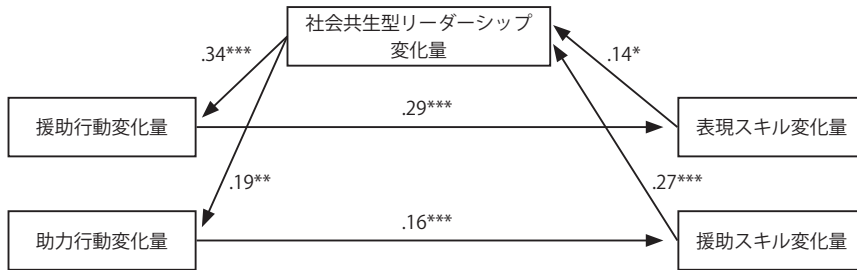 社会共生型リーダーシップ
変化量
.34***
.14*
援助行動変化量
.29***
表現スキル変化量
.19**
.27***
助力行動変化量
.16***
援助スキル変化量